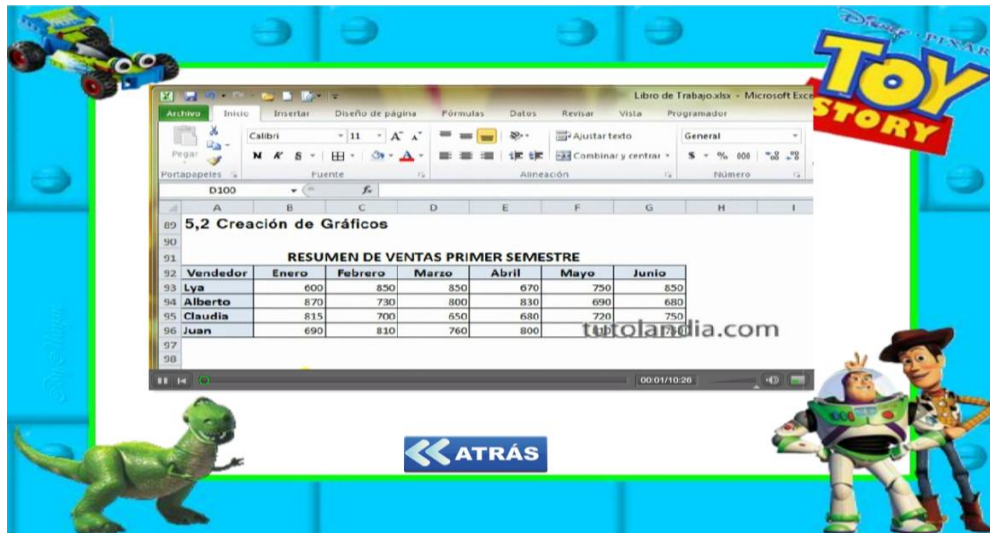 Disney · PIXAR
TOY
STORY
Libro de Trabajo.xlsx - Microsoft Exce
Archivo Inicio Insertar Diseño de página Fórmulas Datos Revisar Vista Programador
Calibri 11 A A Ajustar texto General
Pegar N K S A Combinar y centrar $ % 000
Portapapeles Fuente Alineación Número
D100 fx
A B C D E F G H I
89 5,2 Creación de Gráficos
90
91 RESUMEN DE VENTAS PRIMER SEMESTRE
92 Vendedor Enero Febrero Marzo Abril Mayo Junio
93 Lya 600 850 850 670 750 850
94 Alberto 870 730 800 830 690 680
95 Claudia 815 700 650 680 720 750
96 Juan 690 810 760 800
tutolandia.com
97
98
00:01/10:26
ATRÁS